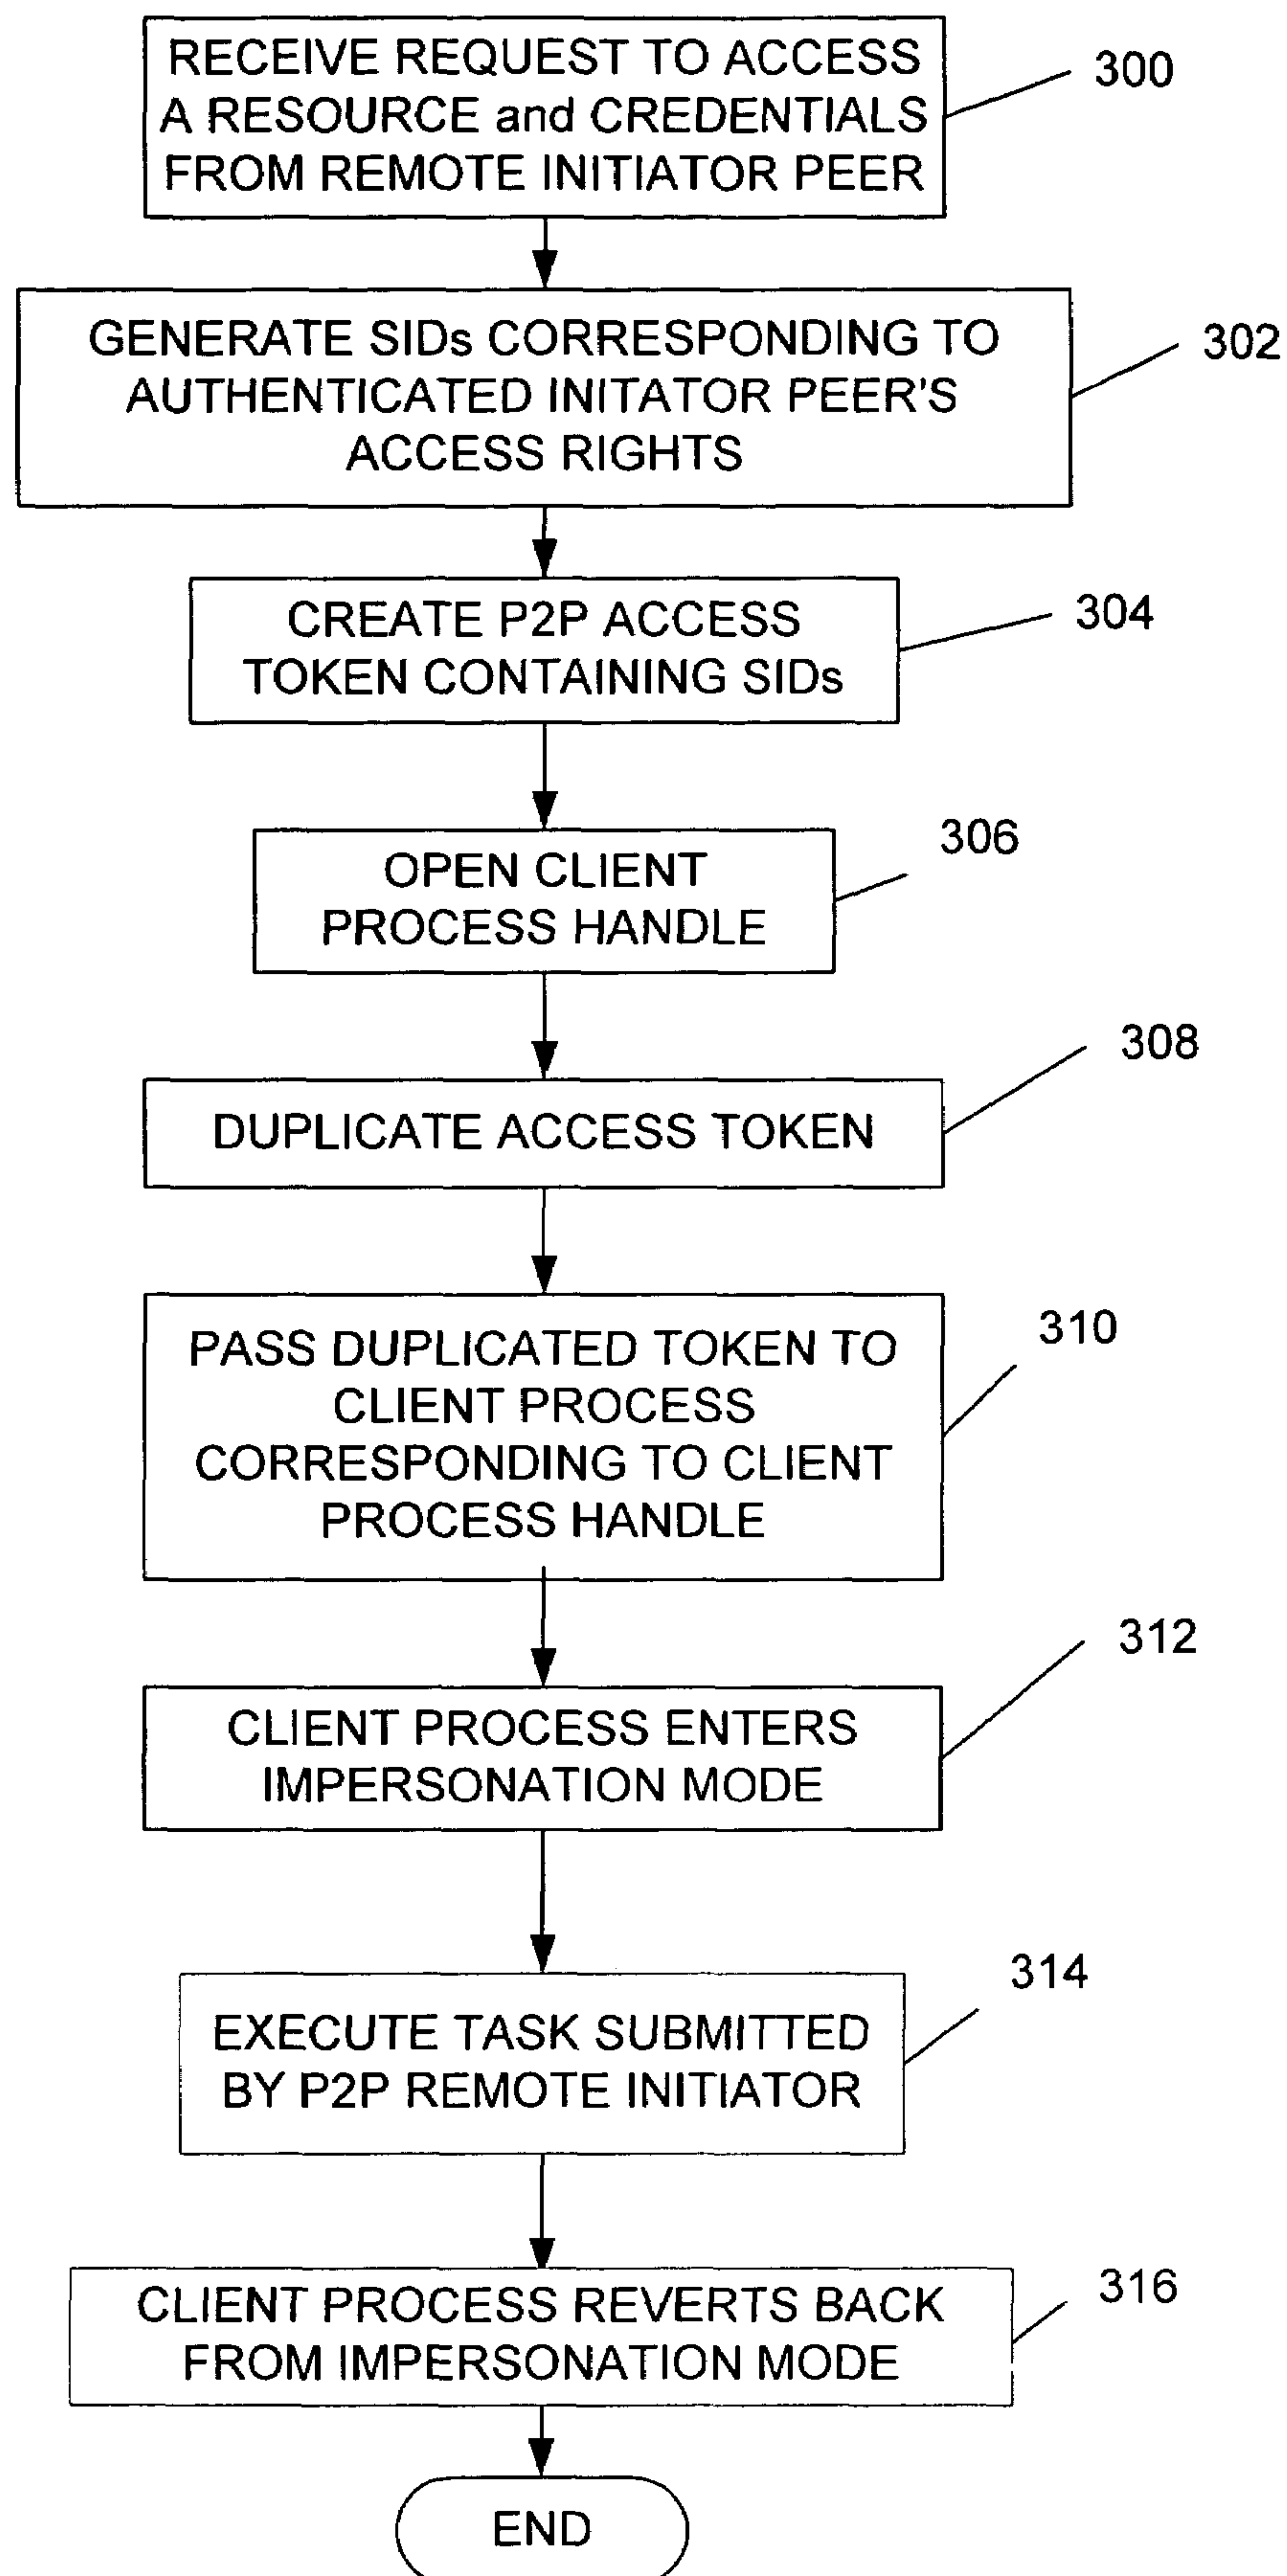 RECEIVE REQUEST TO ACCESS
A RESOURCE and CREDENTIALS
FROM REMOTE INITIATOR PEER
300
GENERATE SIDs CORRESPONDING TO
AUTHENTICATED INITATOR PEER'S
ACCESS RIGHTS
302
CREATE P2P ACCESS
TOKEN CONTAINING SIDs
304
OPEN CLIENT
PROCESS HANDLE
306
DUPLICATE ACCESS TOKEN
308
PASS DUPLICATED TOKEN TO
CLIENT PROCESS
CORRESPONDING TO CLIENT
PROCESS HANDLE
310
CLIENT PROCESS ENTERS
IMPERSONATION MODE
312
EXECUTE TASK SUBMITTED
BY P2P REMOTE INITIATOR
314
CLIENT PROCESS REVERTS BACK
FROM IMPERSONATION MODE
316
END